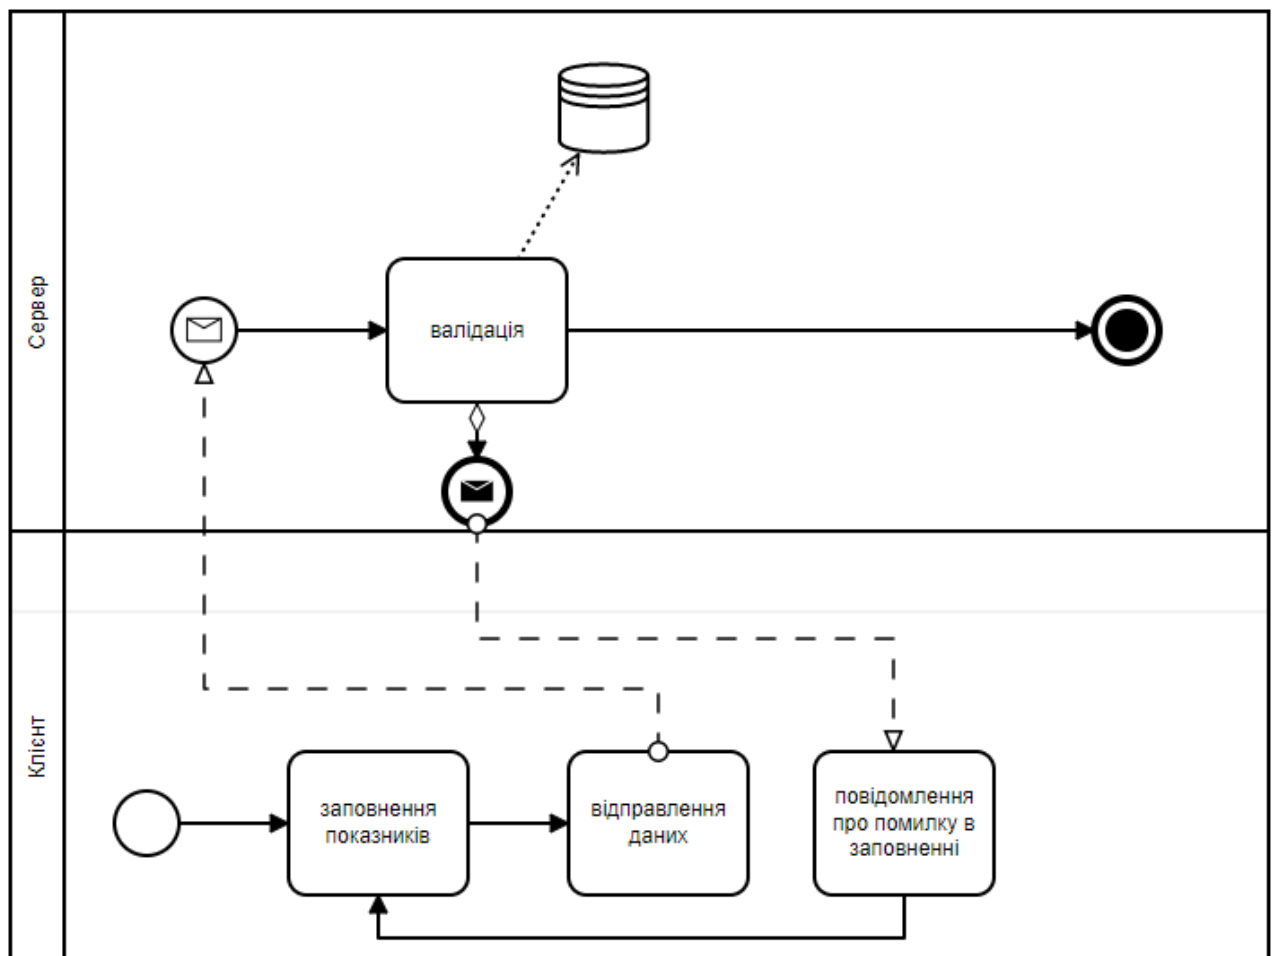 Сервер
валідація
Клієнт
заповнення
показників
відправлення
даних
повідомлення
про помилку в
заповненні